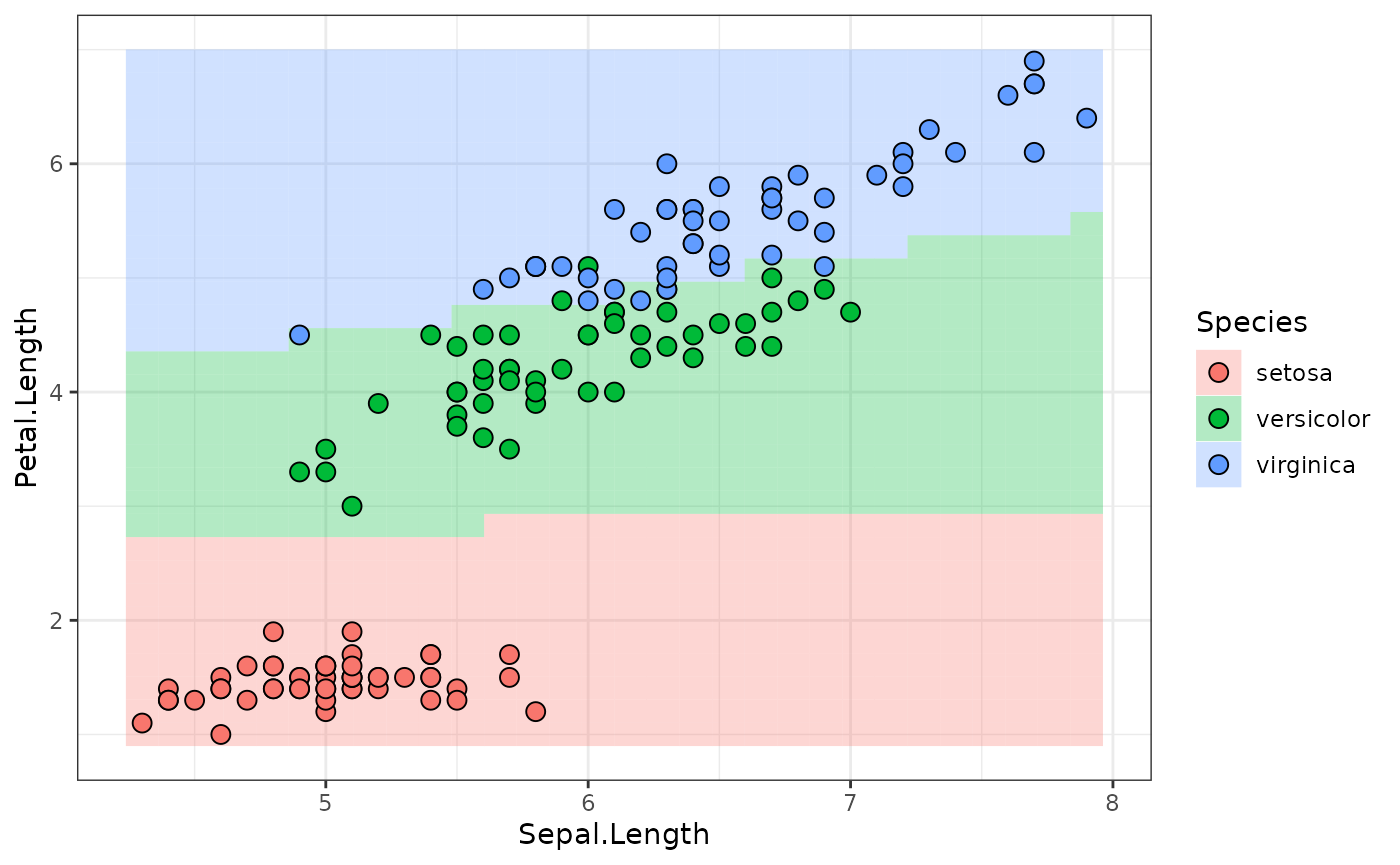 6
4
2
Petal.Length
5 6 7 8
Sepal.Length
Species
setosa
versicolor
virginica